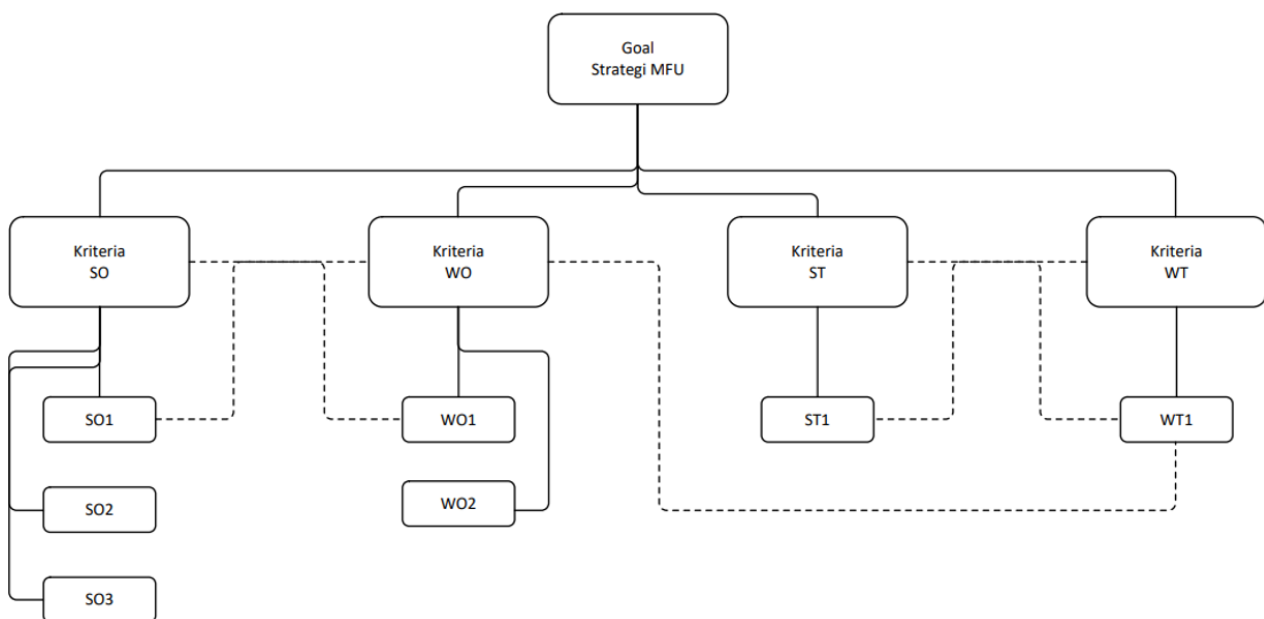 Goal
Strategi MFU
Kriteria
SO
Kriteria
WO
Kriteria
ST
Kriteria
WT
SO1
WO1
ST1
WT1
SO2
WO2
SO3